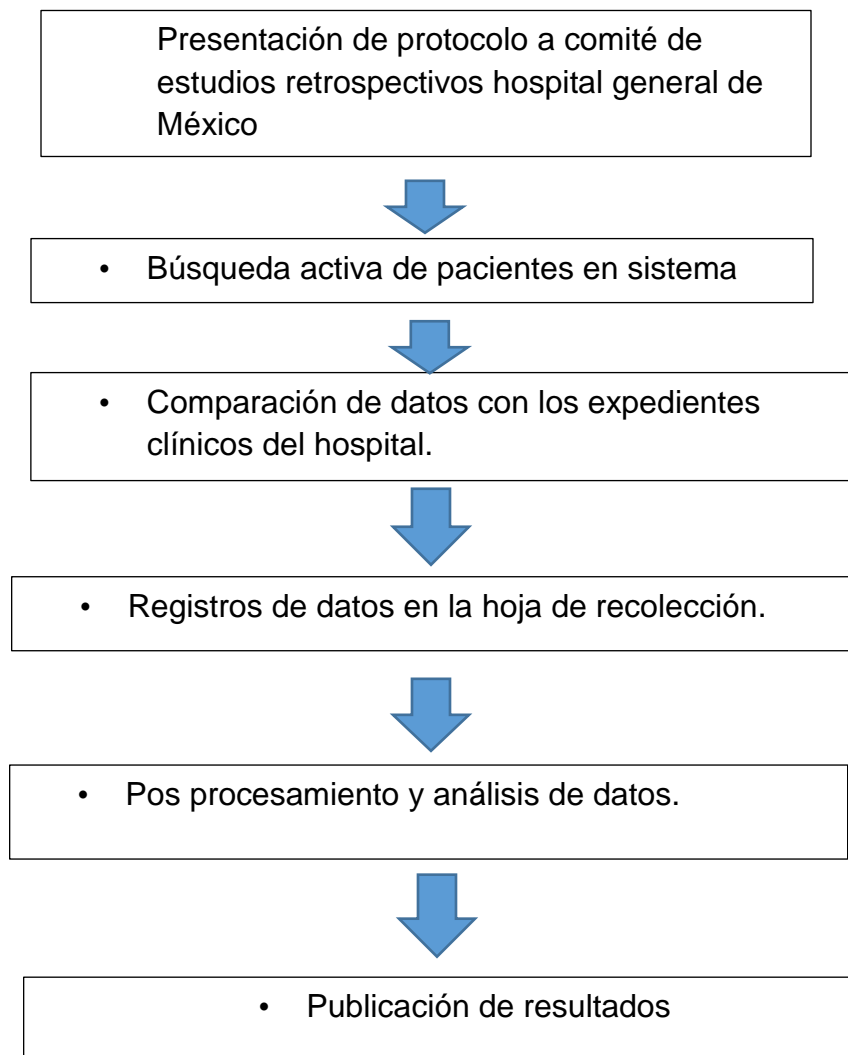 Presentación de protocolo a comité de
estudios retrospectivos hospital general de
México
• Búsqueda activa de pacientes en sistema
• Comparación de datos con los expedientes
clínicos del hospital.
• Registros de datos en la hoja de recolección.
• Pos procesamiento y análisis de datos.
• Publicación de resultados